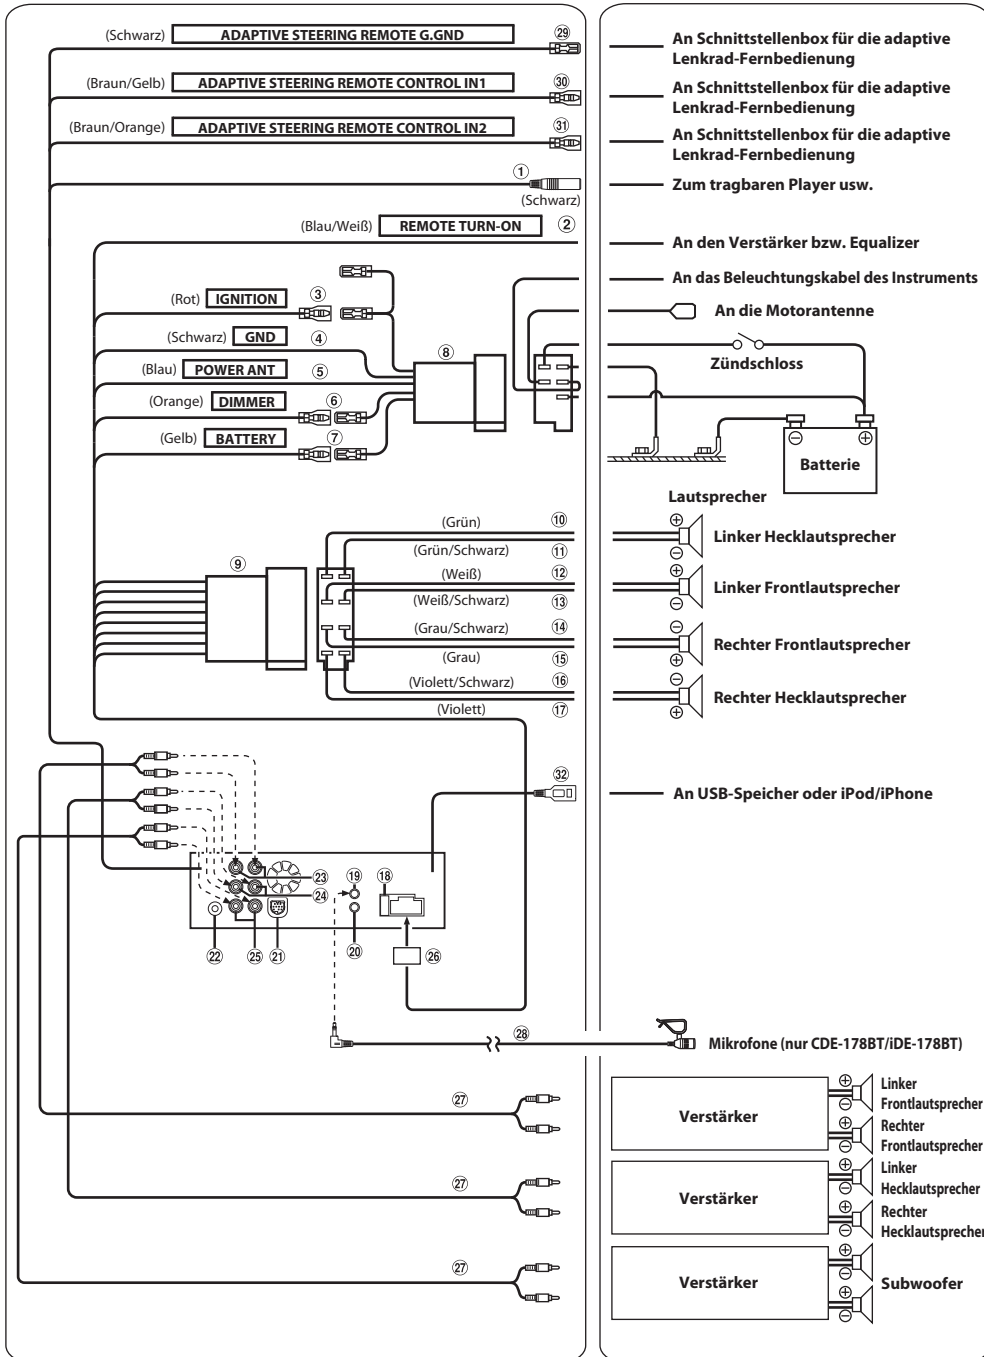 (Schwarz) ADAPTIVE STEERING REMOTE G.GND 29
An Schnittstellenbox für die adaptive
Lenkrad-Fernbedienung
(Braun/Gelb) ADAPTIVE STEERING REMOTE CONTROL IN1 30
An Schnittstellenbox für die adaptive
Lenkrad-Fernbedienung
(Braun/Orange) ADAPTIVE STEERING REMOTE CONTROL IN2 31
An Schnittstellenbox für die adaptive
Lenkrad-Fernbedienung
1
Zum tragbaren Player usw.
(Schwarz)
(Blau/Weiß) REMOTE TURN-ON 2
An den Verstärker bzw. Equalizer
An das Beleuchtungskabel des Instruments
(Rot) IGNITION 3
An die Motorantenne
(Schwarz) GND 4
8
Zündschloss
(Blau) POWER ANT 5
(Orange) DIMMER 6
(Gelb) BATTERY 7
⊖ ⊕
Batterie
Lautsprecher
(Grün) 10 ⊕
Linker Hecklautsprecher
(Grün/Schwarz) 11 ⊖
9
(Weiß) 12 ⊕
Linker Frontlautsprecher
(Weiß/Schwarz) 13 ⊖
(Grau/Schwarz) 14 ⊖
Rechter Frontlautsprecher
(Grau) 15 ⊕
(Violett/Schwarz) 16 ⊖
Rechter Hecklautsprecher
(Violett) 17 ⊕
32
An USB-Speicher oder iPod/iPhone
23 19 18
24
22 25 21 20 26
28
Mikrofone (nur CDE-178BT/iDE-178BT)
27
Verstärker
⊕ Linker
⊖ Frontlautsprecher
⊕ Rechter
⊖ Frontlautsprecher
27
Verstärker
⊕ Linker
⊖ Hecklautsprecher
⊕ Rechter
⊖ Hecklautsprecher
27
Verstärker
⊕
⊖ Subwoofer
⊕
⊖